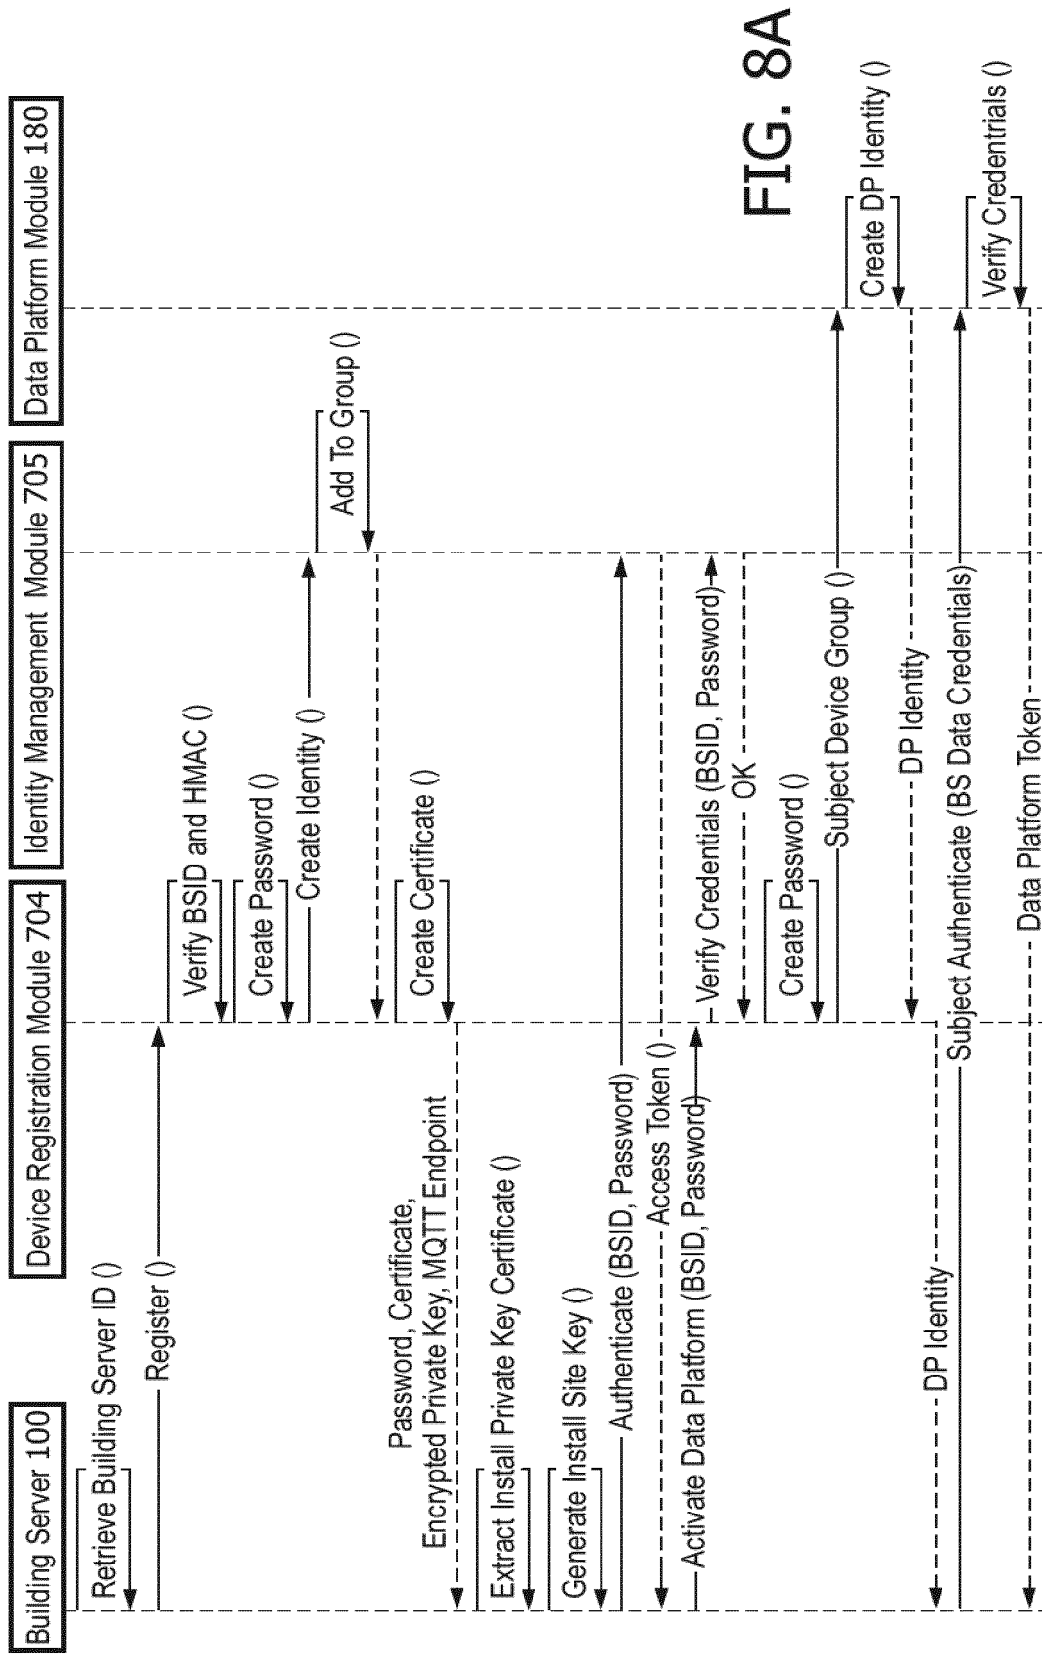 Building Server 100
Device Registration Module 704
Identity Management Module 705
Data Platform Module 180
Retrieve Building Server ID ()
Register ()
Verify BSID and HMAC ()
Create Password ()
Create Identity ()
Add To Group ()
Create Certificate ()
Password, Certificate,
Encrypted Private Key, MQTT Endpoint
Extract Install Private Key Certificate ()
Generate Install Site Key ()
Authenticate (BSID, Password)
Access Token ()
Activate Data Platform (BSID, Password)
Verify Credentials (BSID, Password)
OK
Create Password ()
Subject Device Group ()
Create DP Identity ()
DP Identity
DP Identity
Subject Authenticate (BS Data Credentials)
Verify Credentrials ()
Data Platform Token
FIG. 8A